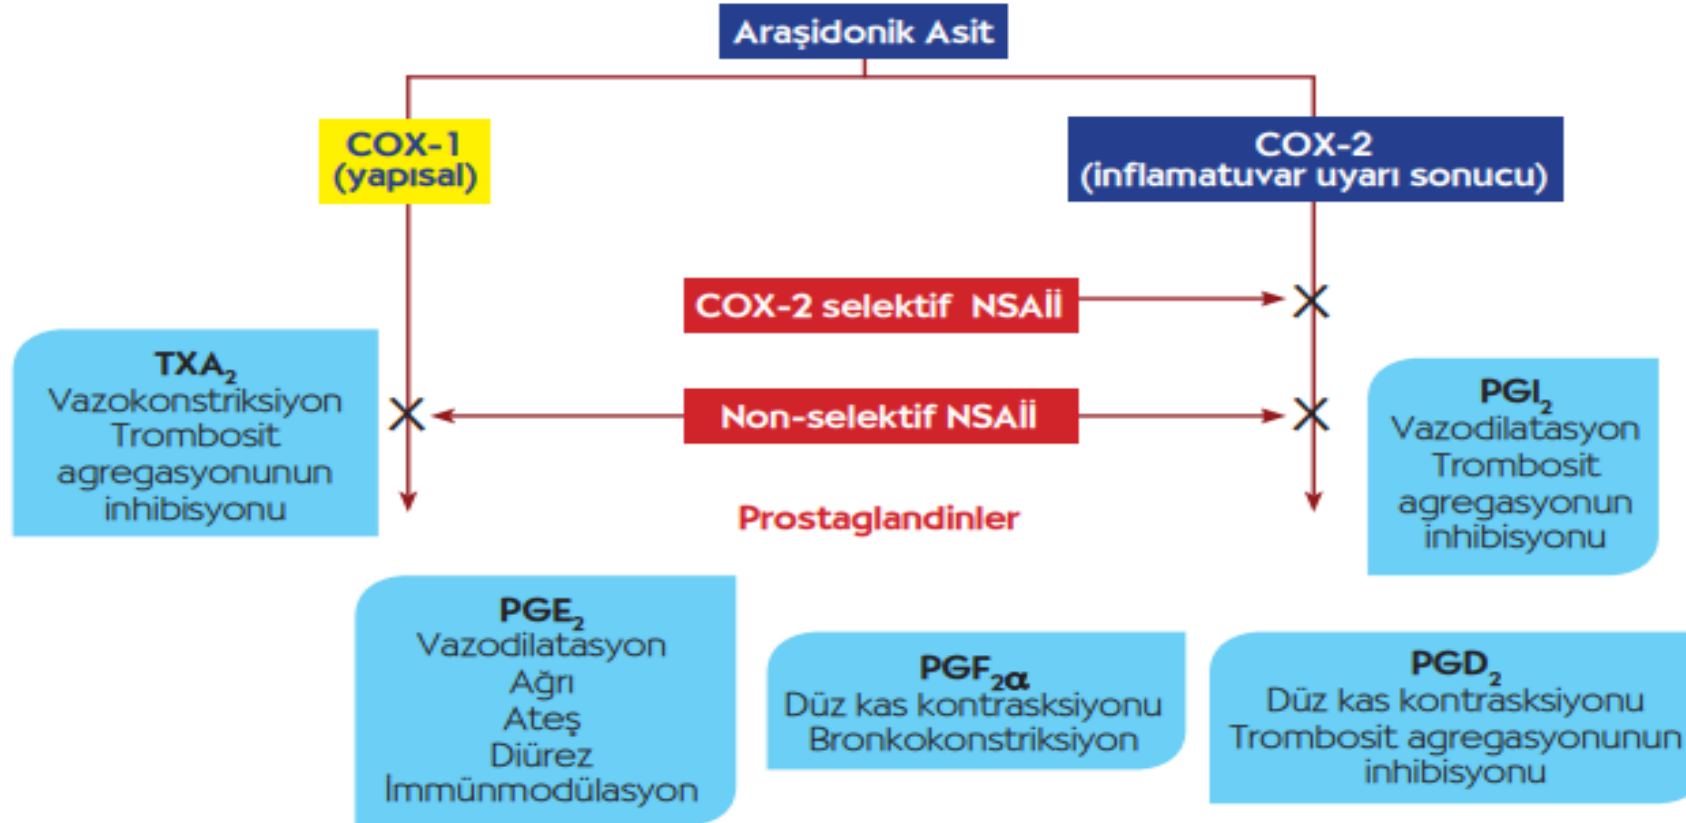 Araşidonik Asit
COX-1
(yapısal)
COX-2
(inflamatuvar uyarı sonucu)
COX-2 selektif NSAİİ
Non-selektif NSAİİ
TXA₂
Vazokonstriksiyon
Trombosit
agregasyonunun
inhibisyonu
PGI₂
Vazodilatasyon
Trombosit
agregasyonun
inhibisyonu
Prostaglandinler
PGE₂
Vazodilatasyon
Ağrı
Ateş
Diürez
İmmünmodülasyon
PGF₂α
Düz kas kontrasksiyonu
Bronkokonstriksiyon
PGD₂
Düz kas kontrasksiyonu
Trombosit agregasyonunun
inhibisyonu